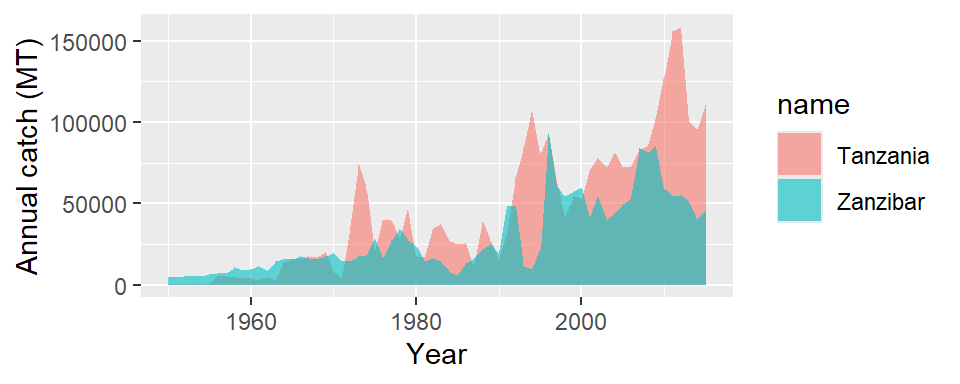 Annual catch (MT)
150000
100000
50000
0
1960
1980
2000
Year
name
Tanzania
Zanzibar